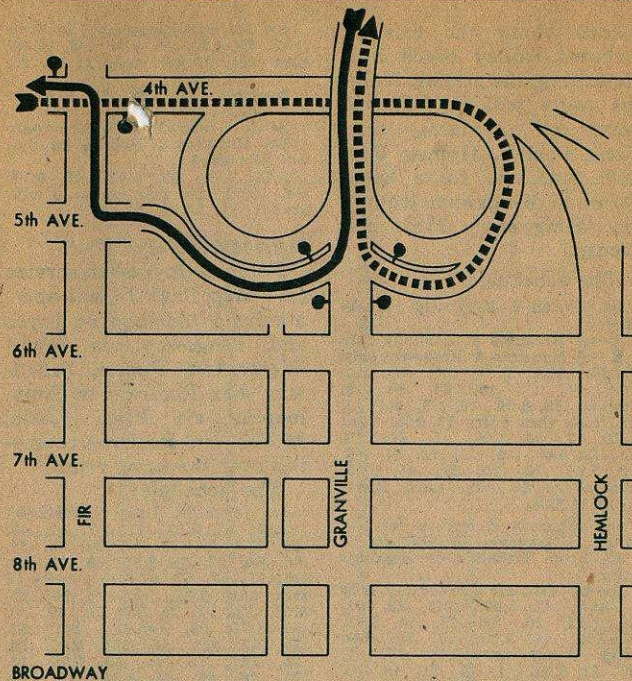 4th AVE.
5th AVE.
6th AVE.
7th AVE.
FIR
GRANVILLE
HEMLOCK
8th AVE.
BROADWAY